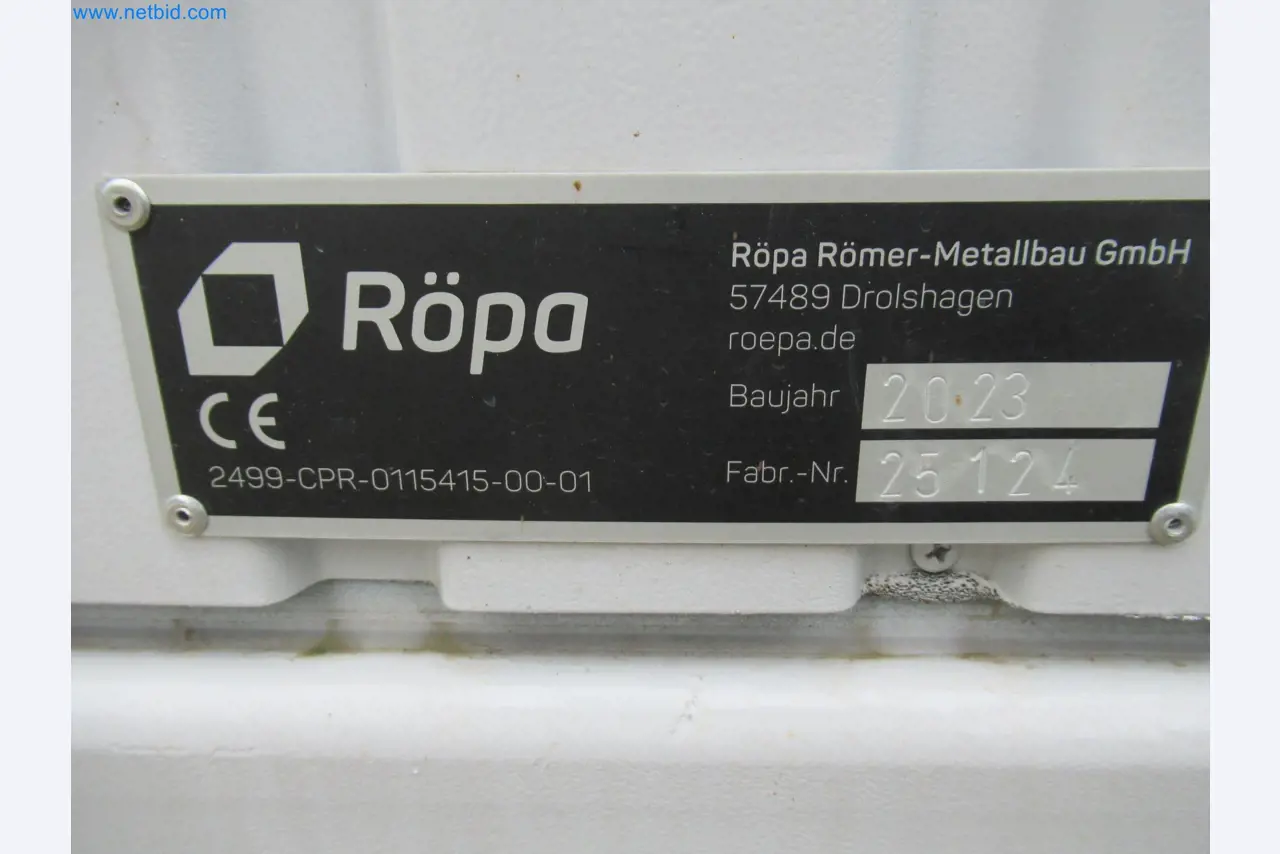 www.netbid.com
Röpa
CE
2499-CPR-0115415-00-01
Röpa Römer-Metallbau GmbH
57489 Drolshagen
roepa.de
Baujahr 2023
Fabr.-Nr. 25124